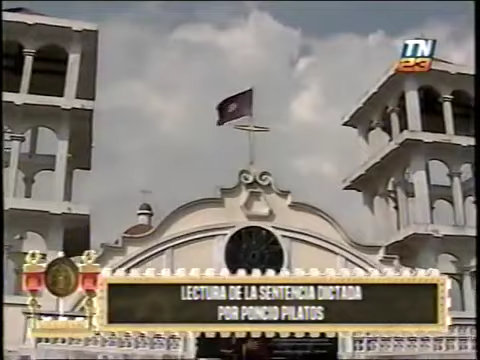 TN
23
LECTURA DE LA SENTENCIA DICTADA
POR PONCIO PILATOS